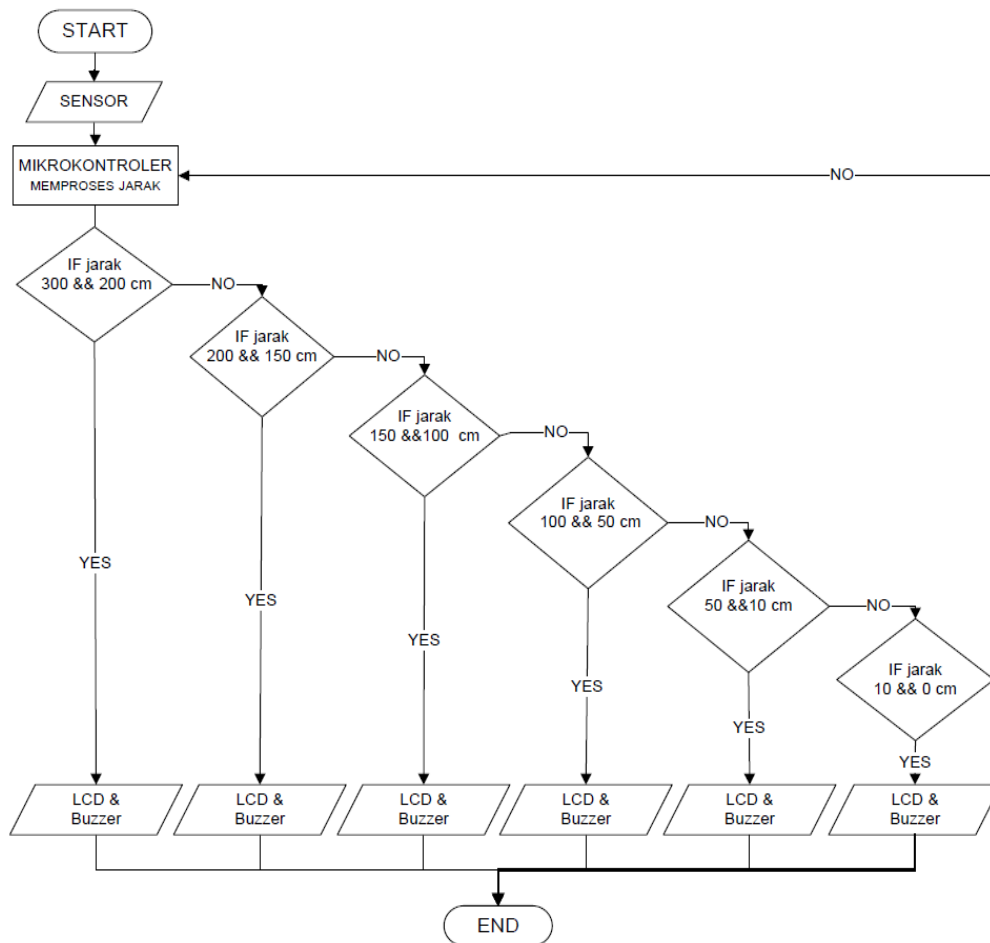 START
SENSOR
MIKROKONTROLER
MEMPROSES JARAK
NO
IF jarak
300 && 200 cm
NO
IF jarak
200 && 150 cm
NO
IF jarak
150 &&100 cm
NO
IF jarak
100 && 50 cm
NO
IF jarak
50 &&10 cm
NO
IF jarak
10 && 0 cm
YES
YES
YES
YES
YES
YES
LCD &
Buzzer
LCD &
Buzzer
LCD &
Buzzer
LCD &
Buzzer
LCD &
Buzzer
LCD &
Buzzer
END